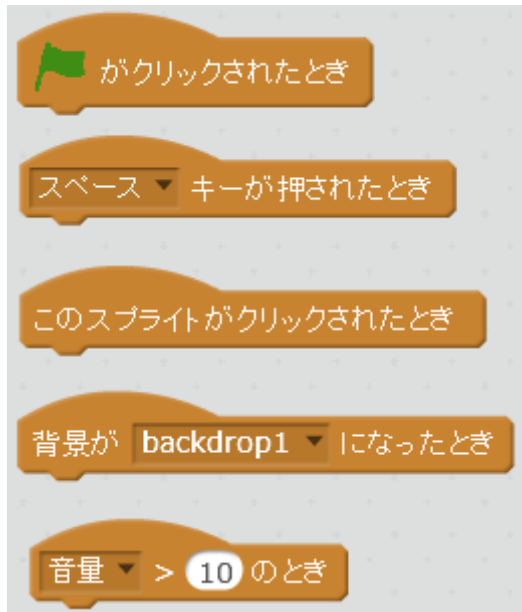 がクリックされたとき
スペース キーが押されたとき
このスプライトがクリックされたとき
背景が backdrop1 になったとき
音量 > 10 のとき